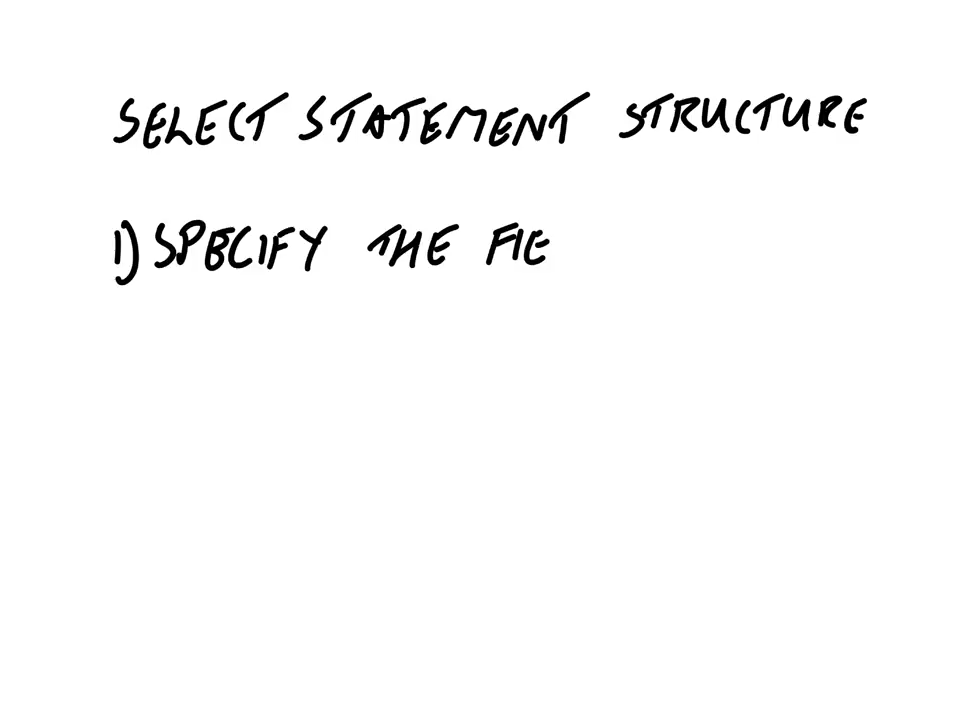 SELECT STATEMENT STRUCTURE
1) SPECIFY THE FIE